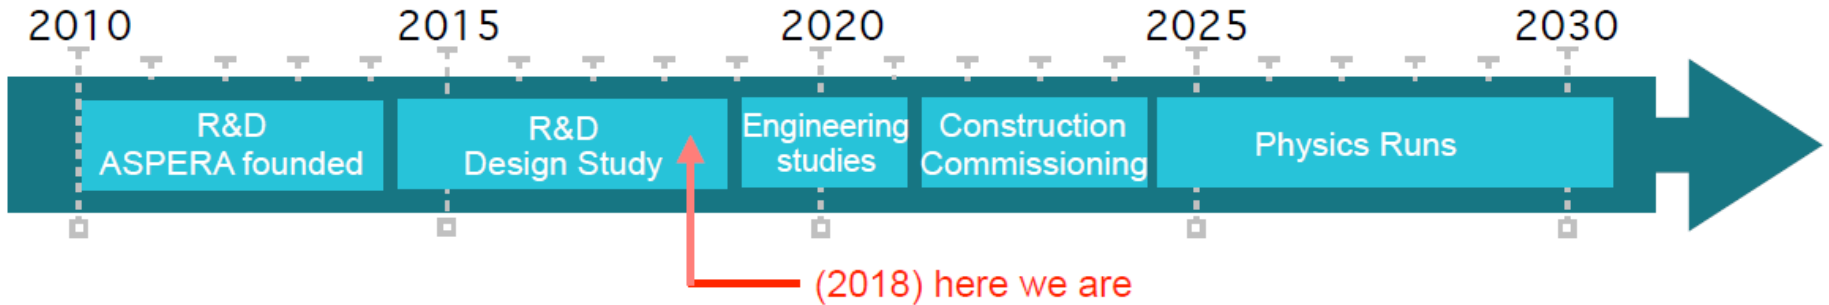 2010 2015 2020 2025 2030
R&D
ASPERA founded
R&D
Design Study
Engineering
studies
Construction
Commissioning
Physics Runs
(2018) here we are